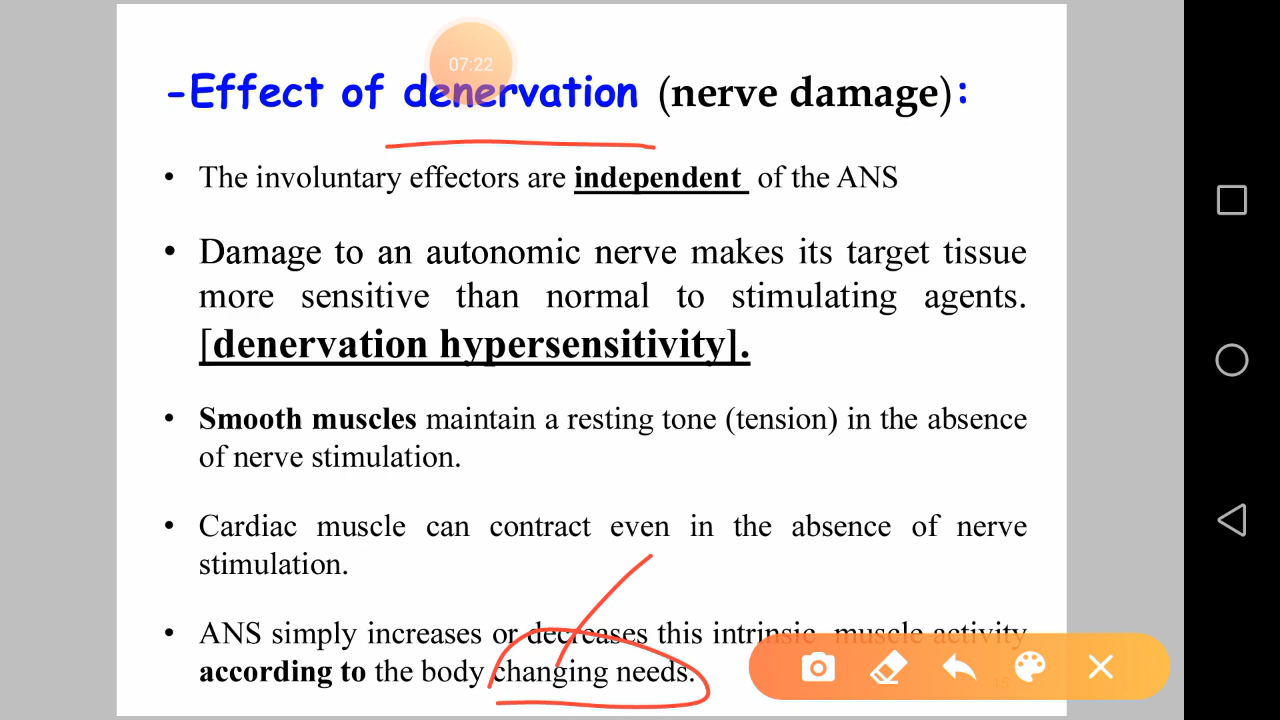 07:22
-Effect of denervation (nerve damage):
• The involuntary effectors are independent of the ANS
• Damage to an autonomic nerve makes its target tissue
more sensitive than normal to stimulating agents.
[denervation hypersensitivity].
• Smooth muscles maintain a resting tone (tension) in the absence
of nerve stimulation.
• Cardiac muscle can contract even in the absence of nerve
stimulation.
• ANS simply increases or decreases this intrinsic muscle activity
according to the body changing needs.